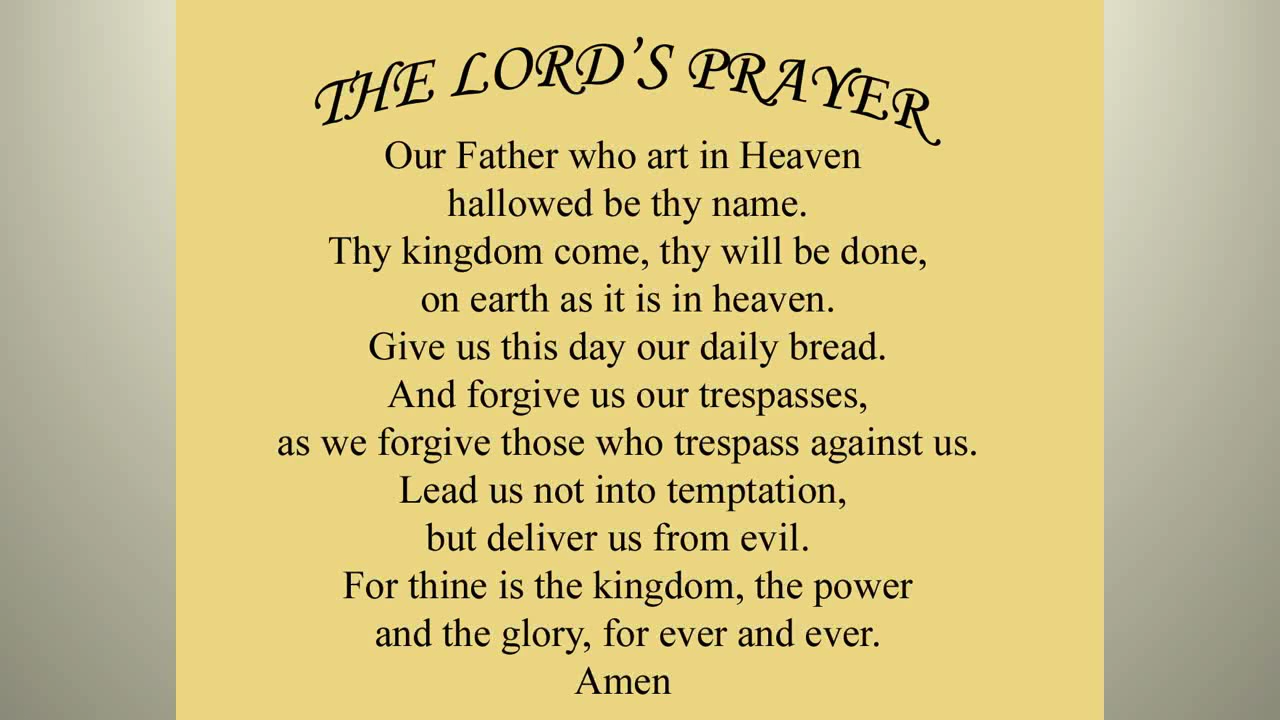 THE LORD’S PRAYER
Our Father who art in Heaven
hallowed be thy name.
Thy kingdom come, thy will be done,
on earth as it is in heaven.
Give us this day our daily bread.
And forgive us our trespasses,
as we forgive those who trespass against us.
Lead us not into temptation,
but deliver us from evil.
For thine is the kingdom, the power
and the glory, for ever and ever.
Amen